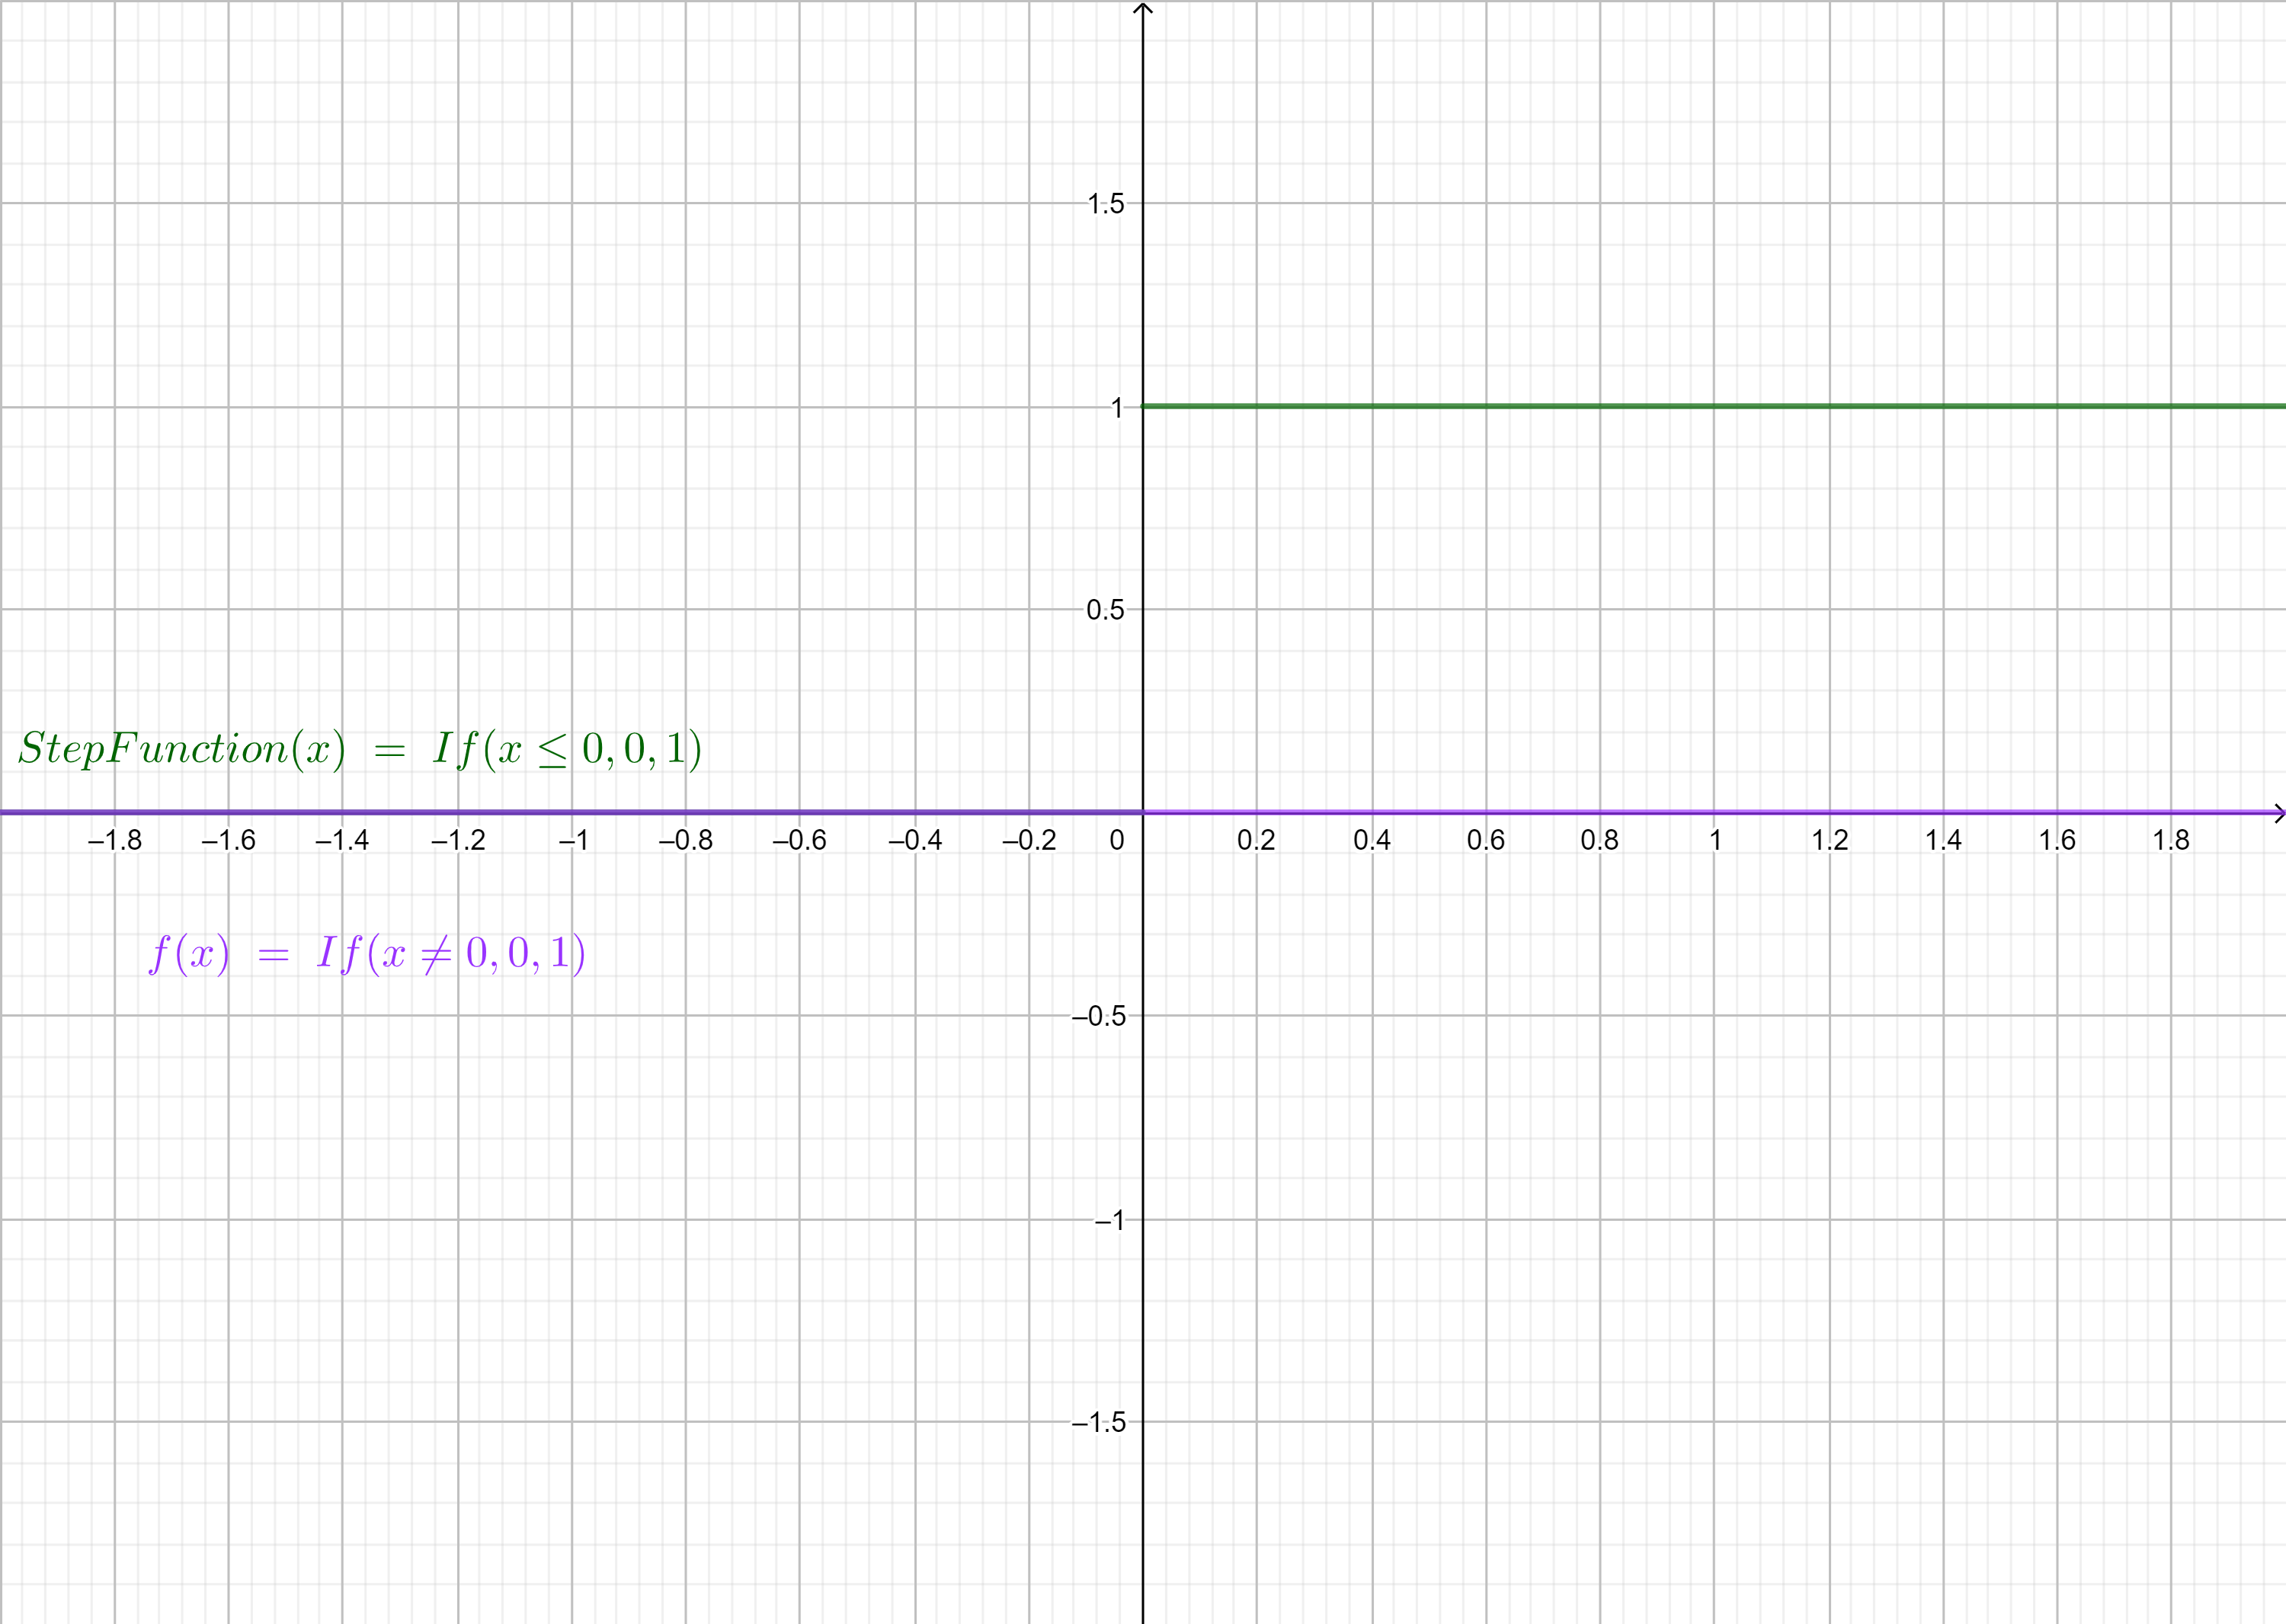 1.5
1
0.5
StepFunction(x) = If(x ≤ 0, 0, 1)
–1.8 –1.6 –1.4 –1.2 –1 –0.8 –0.6 –0.4 –0.2 0 0.2 0.4 0.6 0.8 1 1.2 1.4 1.6 1.8
f(x) = If(x ≠ 0, 0, 1)
–0.5
–1
–1.5